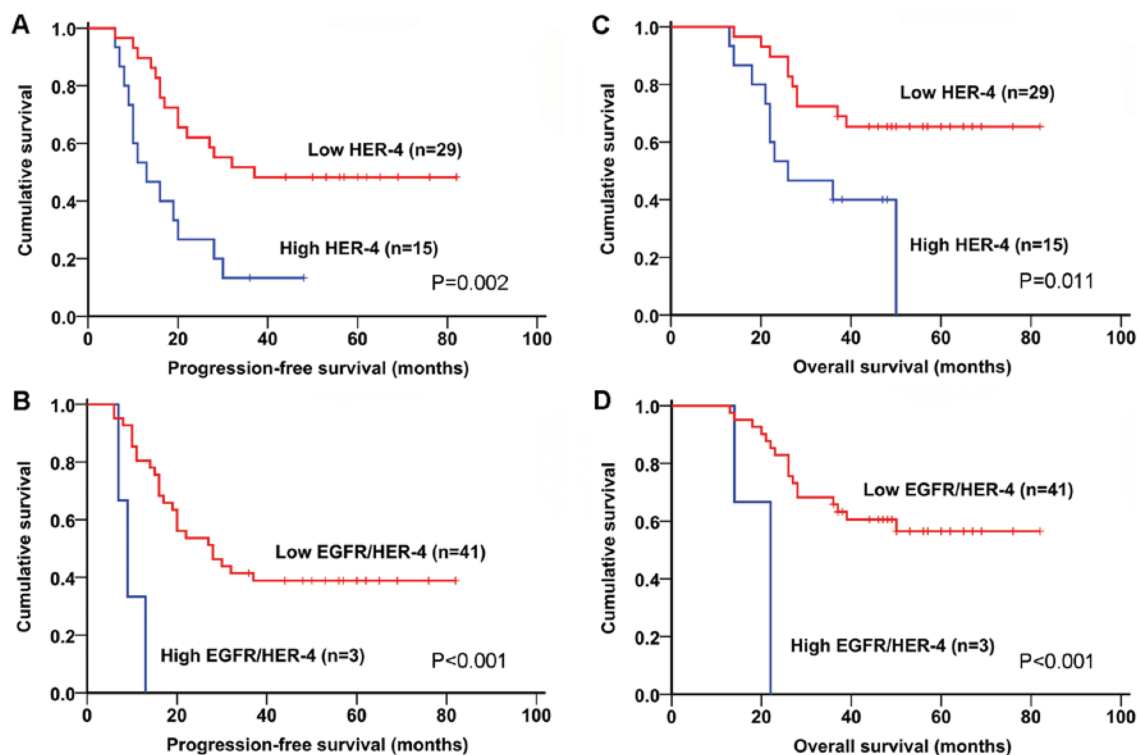 A
Cumulative survival
1.0
0.8
0.6
0.4
0.2
0.0
Low HER-4 (n=29)
High HER-4 (n=15)
P=0.002
0 20 40 60 80 100
Progression-free survival (months)
C
Cumulative survival
1.0
0.8
0.6
0.4
0.2
0.0
Low HER-4 (n=29)
High HER-4 (n=15)
P=0.011
0 20 40 60 80 100
Overall survival (months)
B
Cumulative survival
1.0
0.8
0.6
0.4
0.2
0.0
Low EGFR/HER-4 (n=41)
High EGFR/HER-4 (n=3)
P<0.001
0 20 40 60 80 100
Progression-free survival (months)
D
Cumulative survival
1.0
0.8
0.6
0.4
0.2
0.0
Low EGFR/HER-4 (n=41)
High EGFR/HER-4 (n=3)
P<0.001
0 20 40 60 80 100
Overall survival (months)